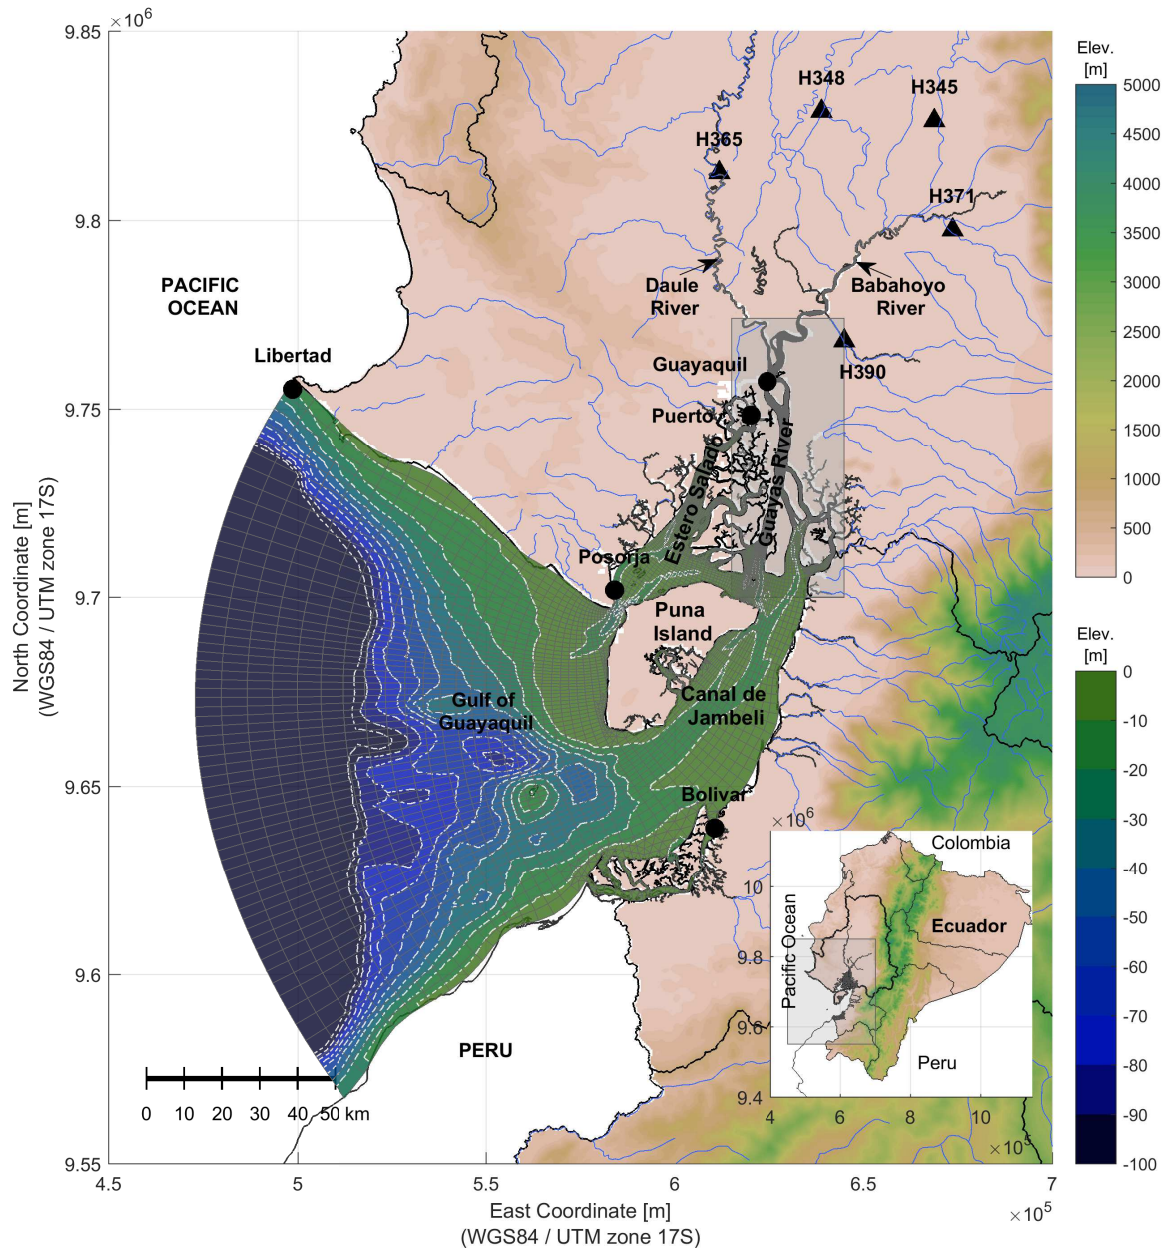 ×10⁶
9.85
9.8
9.75
9.7
9.65
9.6
9.55
North Coordinate [m]
(WGS84 / UTM zone 17S)
4.5 5 5.5 6 6.5 7
×10⁵
East Coordinate [m]
(WGS84 / UTM zone 17S)
H348
H345
H365
H371
PACIFIC
OCEAN
Daule
River
Babahoyo
River
Libertad
Guayaquil
H390
Puerto
Estero Salado
Guayas River
Posorja
Puna
Island
Gulf of
Guayaquil
Canal de
Jambeli
Bolivar
PERU
0 10 20 30 40 50 km
×10⁶
10
9.8
9.6
9.4
4 6 8 10
×10⁵
Colombia
Pacific Ocean
Ecuador
Peru
Elev.
[m]
5000
4500
4000
3500
3000
2500
2000
1500
1000
500
0
Elev.
[m]
0
-10
-20
-30
-40
-50
-60
-70
-80
-90
-100